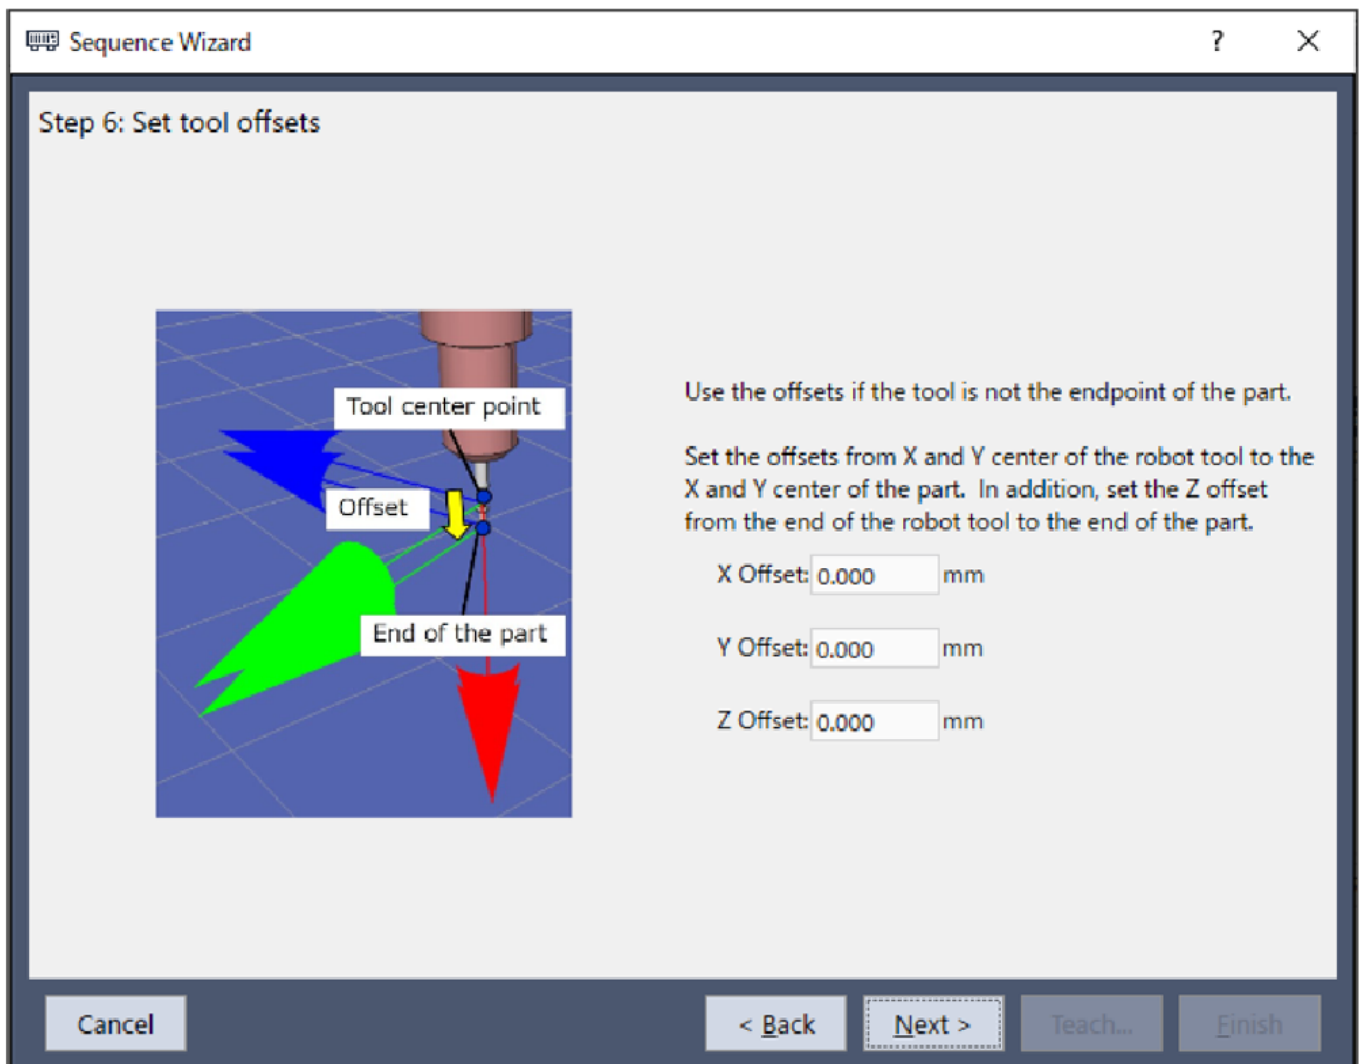 Sequence Wizard
?
Step 6: Set tool offsets
Tool center point
Offset
End of the part
Use the offsets if the tool is not the endpoint of the part.
Set the offsets from X and Y center of the robot tool to the
X and Y center of the part.  In addition, set the Z offset
from the end of the robot tool to the end of the part.
X Offset: 0.000 mm
Y Offset: 0.000 mm
Z Offset: 0.000 mm
Cancel
< Back
Next >
Teach...
Finish